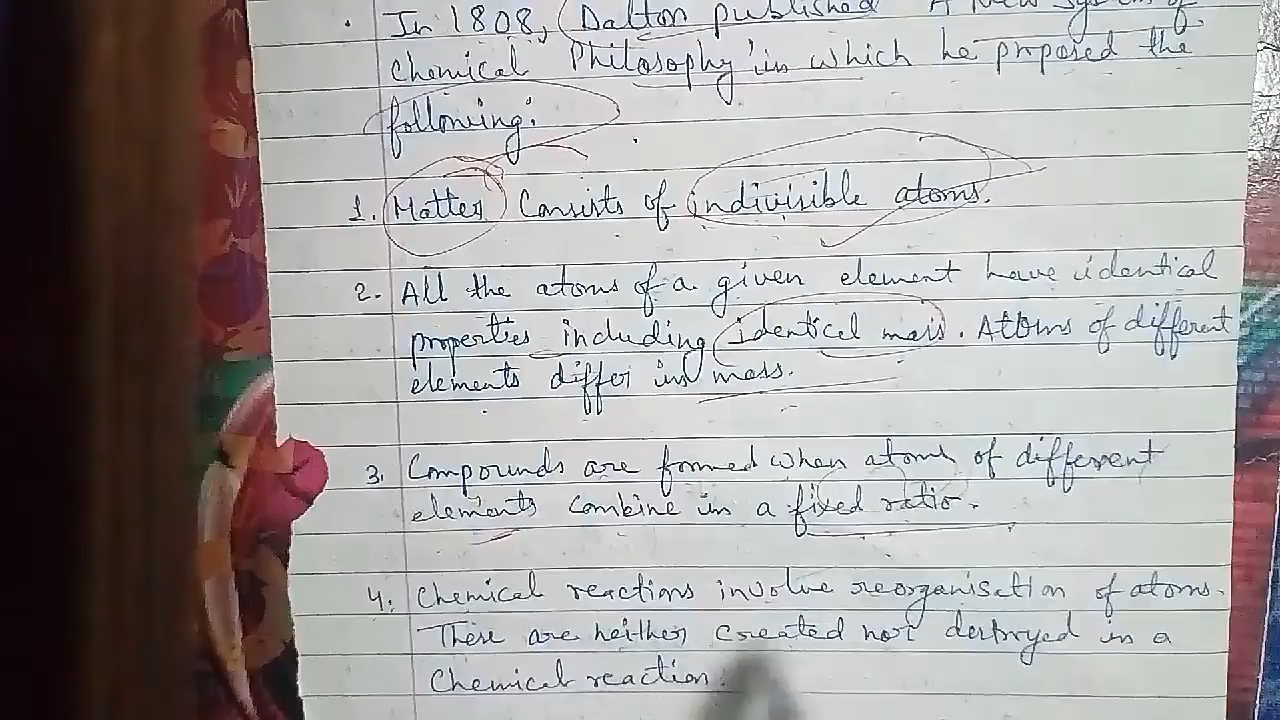 • In 1808, Dalton published 'A New System of
Chemical Philosophy' in which he proposed the
following:
1. Matter Consists of indivisible atoms.
2. All the atoms of a given element have identical
properties including identical mass. Atoms of different
elements differ in mass.
3. Compounds are formed when atoms of different
elements combine in a fixed ratio.
4. Chemical reactions involve reorganisation of atoms.
These are neither created nor destroyed in a
Chemical reaction.